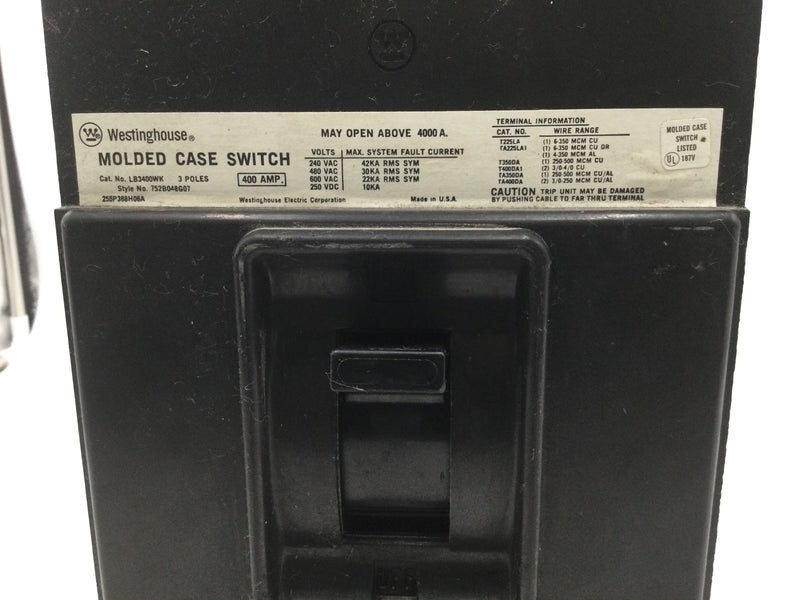 W
Westinghouse®
MOLDED CASE SWITCH
Cat. No. LB3400WK 3 POLES 400 AMP.
Style No. 752B048G07
255P388H06A
MAY OPEN ABOVE 4000 A.
VOLTS MAX. SYSTEM FAULT CURRENT
240 VAC 42KA RMS SYM
480 VAC 30KA RMS SYM
600 VAC 22KA RMS SYM
250 VDC 10KA
Westinghouse Electric Corporation Made in U.S.A.
TERMINAL INFORMATION
CAT. NO. WIRE RANGE
T225LA (1) 6-350 MCM CU
TA225LA1 (1) 6-350 MCM CU OR
(1) 4-350 MCM AL
T350DA (1) 250-500 MCM CU
T400DA1 (2) 3/0-4/0 CU
TA350DA (1) 250-500 MCM CU/AL
TA400DA (2) 3/0-250 MCM CU/AL
CAUTION TRIP UNIT MAY BE DAMAGED
BY PUSHING CABLE TO FAR THRU TERMINAL
MOLDED CASE
SWITCH
LISTED
UL 187V
OFF